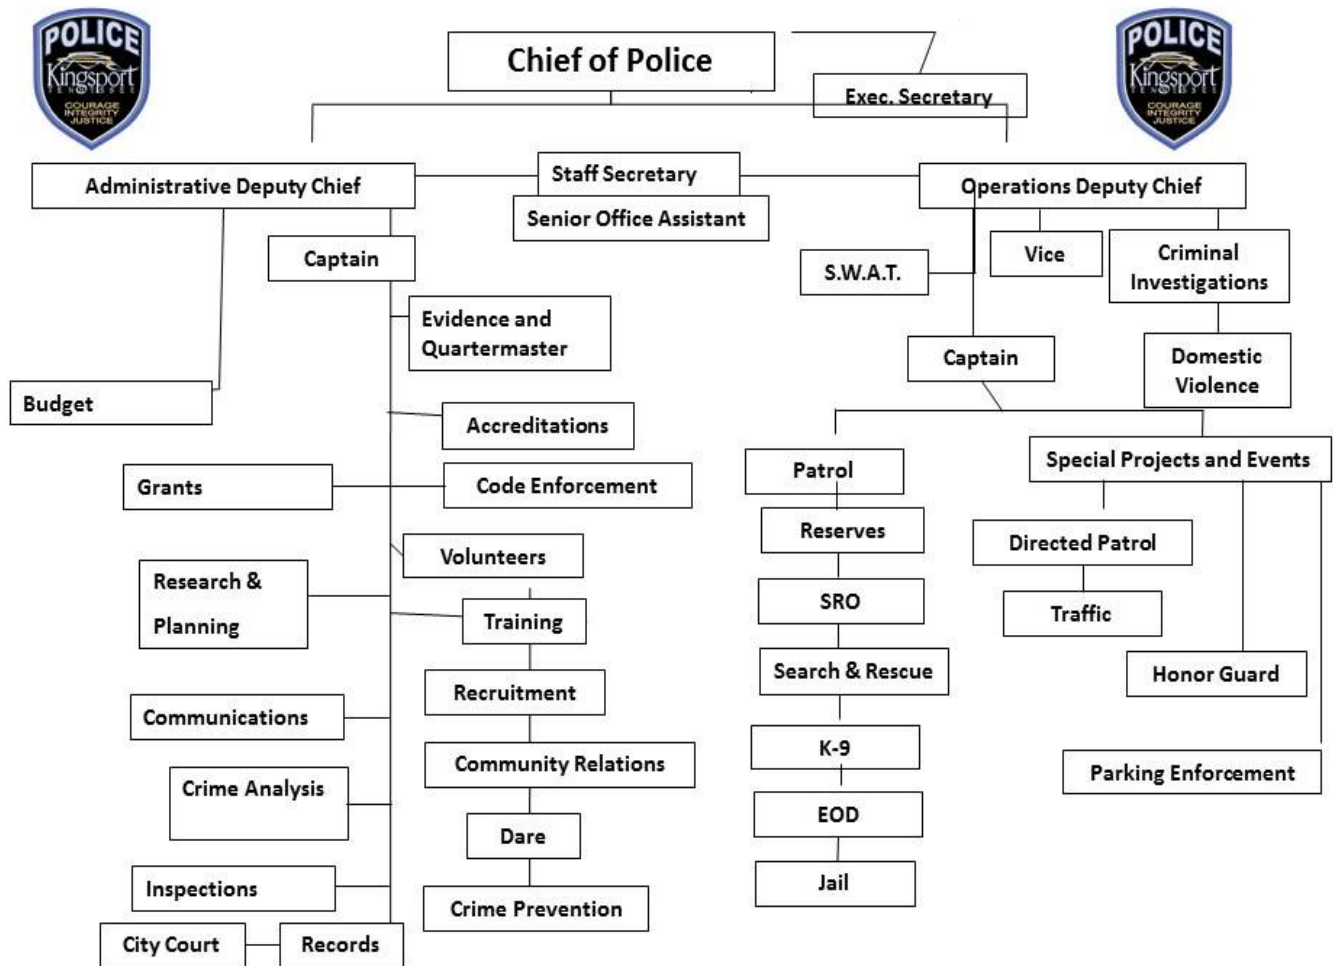 POLICE
Kingsport
TENNESSEE
COURAGE
INTEGRITY
JUSTICE
Chief of Police
Exec. Secretary
POLICE
Kingsport
TENNESSEE
COURAGE
INTEGRITY
JUSTICE
Administrative Deputy Chief
Staff Secretary
Senior Office Assistant
Operations Deputy Chief
Captain
Evidence and
Quartermaster
Budget
Accreditations
Grants
Code Enforcement
Volunteers
Research &
Planning
Training
Recruitment
Communications
Community Relations
Crime Analysis
Dare
Inspections
Crime Prevention
City Court
Records
S.W.A.T.
Vice
Criminal
Investigations
Captain
Domestic
Violence
Patrol
Reserves
SRO
Search & Rescue
K-9
EOD
Jail
Special Projects and Events
Directed Patrol
Traffic
Honor Guard
Parking Enforcement